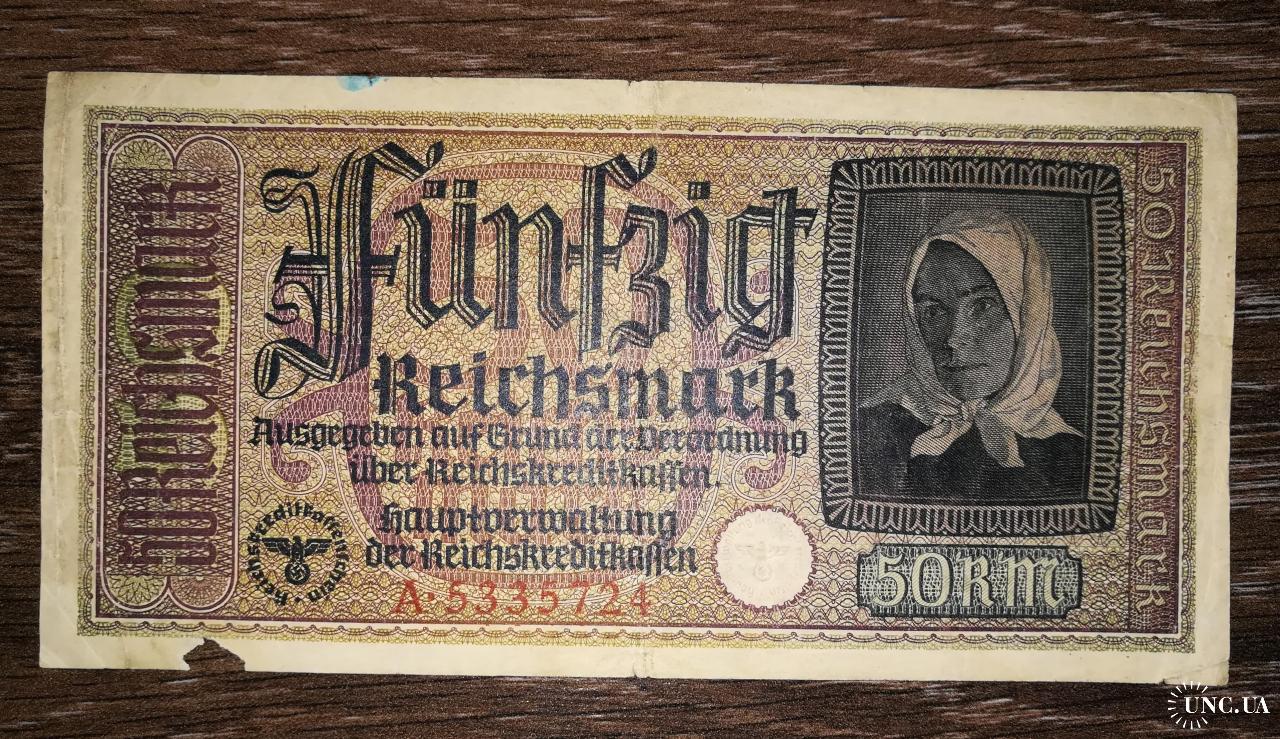 50 Reichsmark
Fünfzig
Reichsmark
Ausgegeben auf Grund der Verordnung
über Reichskreditkassen.
Hauptverwaltung
der Reichskreditkassen
Reichskreditkassenschein
A·5335724
50 RM
50 Reichsmark
UNC.UA